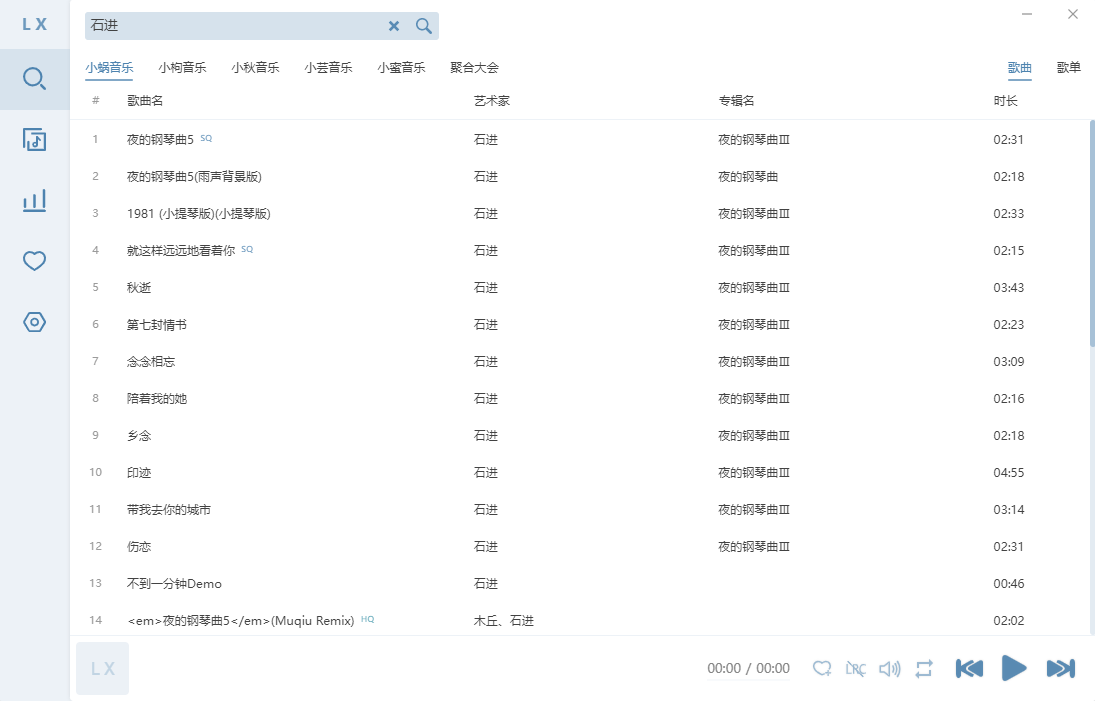 LX
石进
小蜗音乐 小枸音乐 小秋音乐 小芸音乐 小蜜音乐 聚合大会 歌曲 歌单
# 歌曲名 艺术家 专辑名 时长
1 夜的钢琴曲5 SQ 石进 夜的钢琴曲Ⅲ 02:31
2 夜的钢琴曲5(雨声背景版) 石进 夜的钢琴曲 02:18
3 1981 (小提琴版)(小提琴版) 石进 夜的钢琴曲Ⅲ 02:33
4 就这样远远地看着你 SQ 石进 夜的钢琴曲Ⅲ 02:15
5 秋逝 石进 夜的钢琴曲Ⅲ 03:43
6 第七封情书 石进 夜的钢琴曲Ⅲ 02:23
7 念念相忘 石进 夜的钢琴曲Ⅲ 03:09
8 陪着我的她 石进 夜的钢琴曲Ⅲ 02:16
9 乡念 石进 夜的钢琴曲Ⅲ 02:18
10 印迹 石进 夜的钢琴曲Ⅲ 04:55
11 带我去你的城市 石进 夜的钢琴曲Ⅲ 03:14
12 伤恋 石进 夜的钢琴曲Ⅲ 02:31
13 不到一分钟Demo 石进 00:46
14 <em>夜的钢琴曲5</em>(Muqiu Remix) HQ 木丘、石进 02:02
LX
00:00 / 00:00 LRC